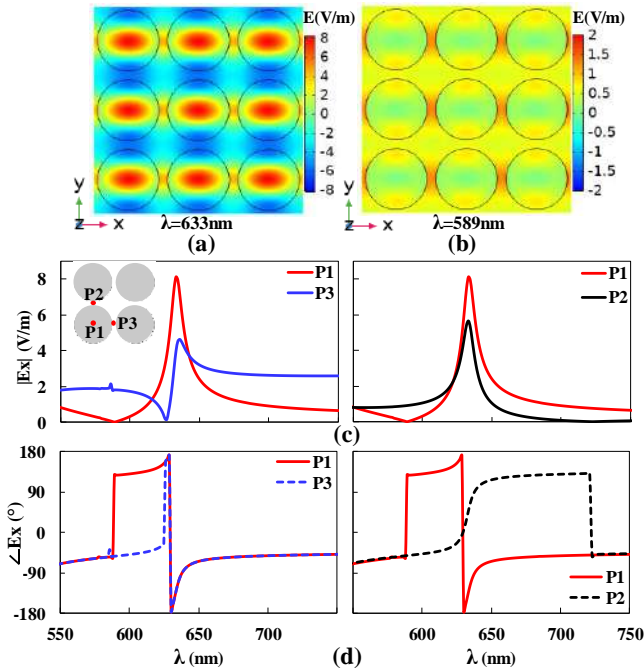 E(V/m) E(V/m)
8 2
6 1.5
4 1
2 0.5
0 0
-2 -0.5
-4 -1
-6 -1.5
-8 -2
y y
z x λ=633nm z x λ=589nm
(a) (b)
|Ex| (V/m)
8
6
4
2
0
P1
P3
P2
P1 P3
P1
P2
(c)
∠Ex (°)
180
90
0
-90
-180
P1
P3
P1
P2
550 600 650 700 600 650 700 750
λ (nm) λ (nm)
(d)